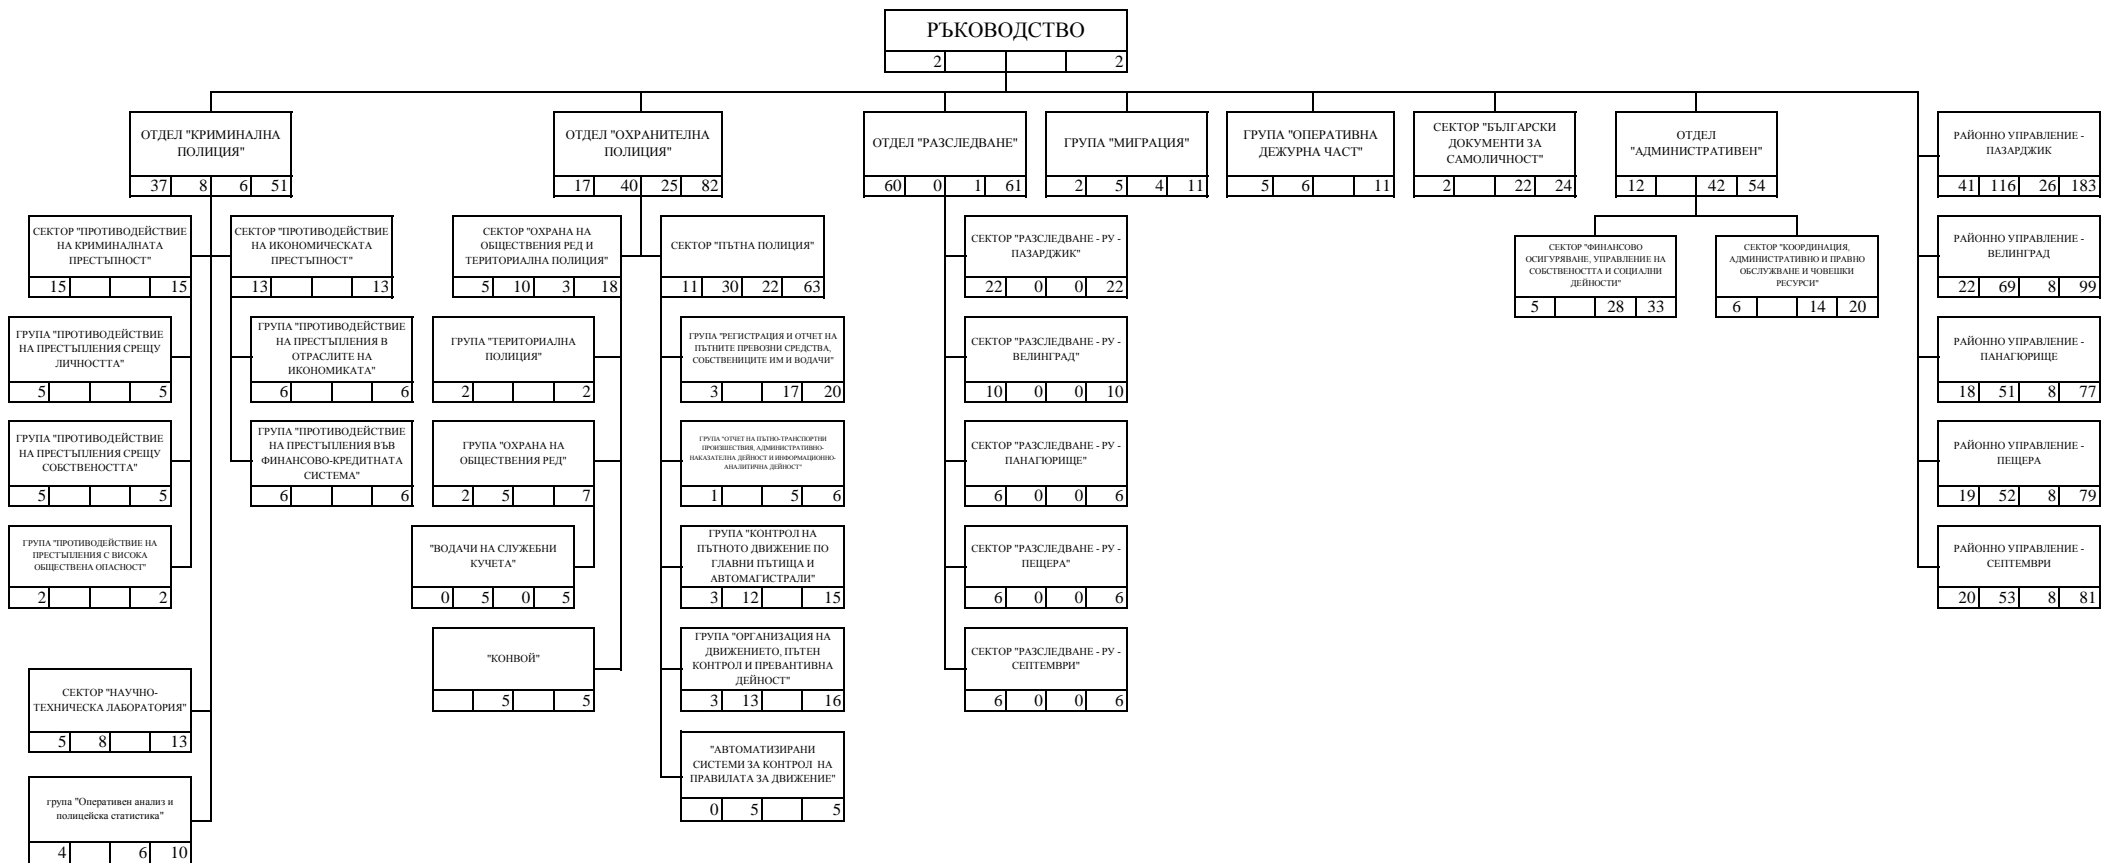 РЪКОВОДСТВО
2 2
ОТДЕЛ "КРИМИНАЛНА
ПОЛИЦИЯ"
37 8 6 51
ОТДЕЛ "ОХРАНИТЕЛНА
ПОЛИЦИЯ"
17 40 25 82
ОТДЕЛ "РАЗСЛЕДВАНЕ"
60 0 1 61
ГРУПА "МИГРАЦИЯ"
2 5 4 11
ГРУПА "ОПЕРАТИВНА
ДЕЖУРНА ЧАСТ"
5 6 11
СЕКТОР "БЪЛГАРСКИ
ДОКУМЕНТИ ЗА
САМОЛИЧНОСТ"
2 22 24
ОТДЕЛ
"АДМИНИСТРАТИВЕН"
12 42 54
РАЙОННО УПРАВЛЕНИЕ -
ПАЗАРДЖИК
41 116 26 183
СЕКТОР "ПРОТИВОДЕЙСТВИЕ
НА КРИМИНАЛНАТА
ПРЕСТЪПНОСТ"
15 15
СЕКТОР "ПРОТИВОДЕЙСТВИЕ
НА ИКОНОМИЧЕСКАТА
ПРЕСТЪПНОСТ"
13 13
СЕКТОР "ОХРАНА НА
ОБЩЕСТВЕНИЯ РЕД И
ТЕРИТОРИАЛНА ПОЛИЦИЯ"
5 10 3 18
СЕКТОР "ПЪТНА ПОЛИЦИЯ"
11 30 22 63
СЕКТОР "РАЗСЛЕДВАНЕ - РУ -
ПАЗАРДЖИК"
22 0 0 22
СЕКТОР "ФИНАНСОВО
ОСИГУРЯВАНЕ, УПРАВЛЕНИЕ НА
СОБСТВЕНОСТТА И СОЦИАЛНИ
ДЕЙНОСТИ"
5 28 33
СЕКТОР "КООРДИНАЦИЯ,
АДМИНИСТРАТИВНО И ПРАВНО
ОБСЛУЖВАНЕ И ЧОВЕШКИ
РЕСУРСИ"
6 14 20
РАЙОННО УПРАВЛЕНИЕ -
ВЕЛИНГРАД
22 69 8 99
ГРУПА "ПРОТИВОДЕЙСТВИЕ
НА ПРЕСТЪПЛЕНИЯ СРЕЩУ
ЛИЧНОСТТА"
5 5
ГРУПА "ПРОТИВОДЕЙСТВИЕ
НА ПРЕСТЪПЛЕНИЯ В
ОТРАСЛИТЕ НА
ИКОНОМИКАТА"
6 6
ГРУПА "ТЕРИТОРИАЛНА
ПОЛИЦИЯ"
2 2
ГРУПА "РЕГИСТРАЦИЯ И ОТЧЕТ НА
ПЪТНИТЕ ПРЕВОЗНИ СРЕДСТВА,
СОБСТВЕНИЦИТЕ ИМ И ВОДАЧИ"
3 17 20
СЕКТОР "РАЗСЛЕДВАНЕ - РУ -
ВЕЛИНГРАД"
10 0 0 10
РАЙОННО УПРАВЛЕНИЕ -
ПАНАГЮРИЩЕ
18 51 8 77
ГРУПА "ПРОТИВОДЕЙСТВИЕ
НА ПРЕСТЪПЛЕНИЯ СРЕЩУ
СОБСТВЕНОСТТА"
5 5
ГРУПА "ПРОТИВОДЕЙСТВИЕ
НА ПРЕСТЪПЛЕНИЯ ВЪВ
ФИНАНСОВО-КРЕДИТНАТА
СИСТЕМА"
6 6
ГРУПА "ОХРАНА НА
ОБЩЕСТВЕНИЯ РЕД"
2 5 7
ГРУПА "ОТЧЕТ НА ПЪТНО-ТРАНСПОРТНИ
ПРОИЗШЕСТВИЯ, АДМИНИСТРАТИВНО-
НАКАЗАТЕЛНА ДЕЙНОСТ И ИНФОРМАЦИОННО-
АНАЛИТИЧНА ДЕЙНОСТ"
1 5 6
СЕКТОР "РАЗСЛЕДВАНЕ - РУ -
ПАНАГЮРИЩЕ"
6 0 0 6
РАЙОННО УПРАВЛЕНИЕ -
ПЕЩЕРА
19 52 8 79
ГРУПА "ПРОТИВОДЕЙСТВИЕ НА
ПРЕСТЪПЛЕНИЯ С ВИСОКА
ОБЩЕСТВЕНА ОПАСНОСТ"
2 2
"ВОДАЧИ НА СЛУЖЕБНИ
КУЧЕТА"
0 5 0 5
ГРУПА "КОНТРОЛ НА
ПЪТНОТО ДВИЖЕНИЕ ПО
ГЛАВНИ ПЪТИЩА И
АВТОМАГИСТРАЛИ"
3 12 15
СЕКТОР "РАЗСЛЕДВАНЕ - РУ -
ПЕЩЕРА"
6 0 0 6
РАЙОННО УПРАВЛЕНИЕ -
СЕПТЕМВРИ
20 53 8 81
СЕКТОР "НАУЧНО-
ТЕХНИЧЕСКА ЛАБОРАТОРИЯ"
5 8 13
"КОНВОЙ"
5 5
ГРУПА "ОРГАНИЗАЦИЯ НА
ДВИЖЕНИЕТО, ПЪТЕН
КОНТРОЛ И ПРЕВАНТИВНА
ДЕЙНОСТ"
3 13 16
СЕКТОР "РАЗСЛЕДВАНЕ - РУ -
СЕПТЕМВРИ"
6 0 0 6
група "Оперативен анализ и
полицейска статистика"
4 6 10
"АВТОМАТИЗИРАНИ
СИСТЕМИ ЗА КОНТРОЛ НА
ПРАВИЛАТА ЗА ДВИЖЕНИЕ"
0 5 5